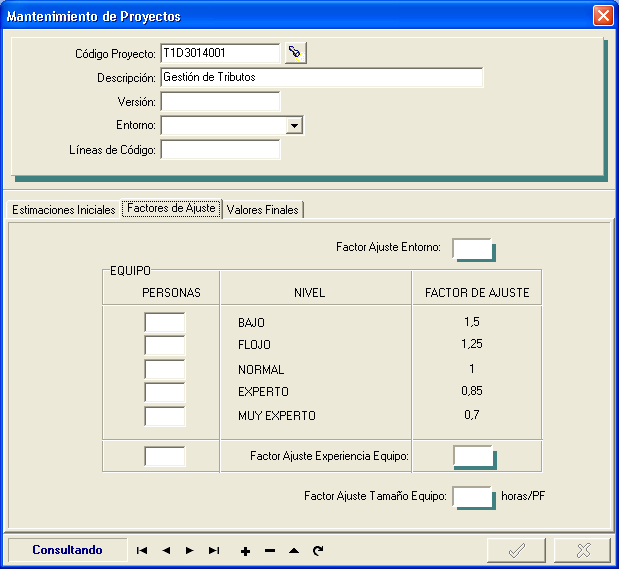 Mantenimiento de Proyectos
Código Proyecto: T1D3014001
Descripción: Gestión de Tributos
Versión:
Entorno:
Líneas de Código:
Estimaciones Iniciales Factores de Ajuste Valores Finales
Factor Ajuste Entorno:
EQUIPO
PERSONAS NIVEL FACTOR DE AJUSTE
BAJO 1,5
FLOJO 1,25
NORMAL 1
EXPERTO 0,85
MUY EXPERTO 0,7
Factor Ajuste Experiencia Equipo:
Factor Ajuste Tamaño Equipo: horas/PF
Consultando